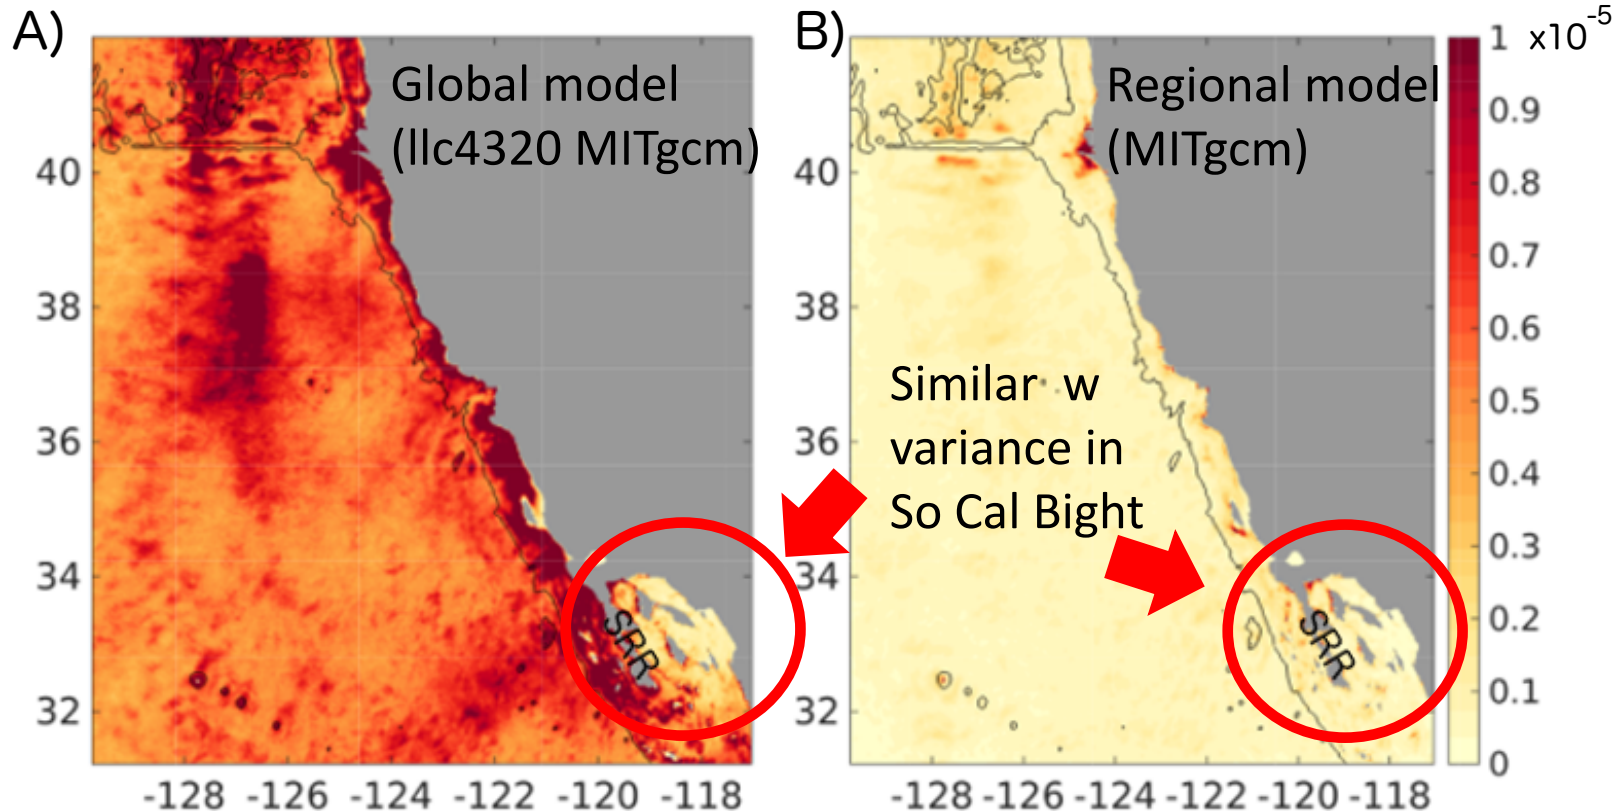 A)
Global model
(llc4320 MITgcm)
40
38
36
34
32
-128 -126 -124 -122 -120 -118
SRR
B)
Regional model
(MITgcm)
Similar w
variance in
So Cal Bight
40
38
36
34
32
-128 -126 -124 -122 -120 -118
SRR
x10-5
1
0.9
0.8
0.7
0.6
0.5
0.4
0.3
0.2
0.1
0